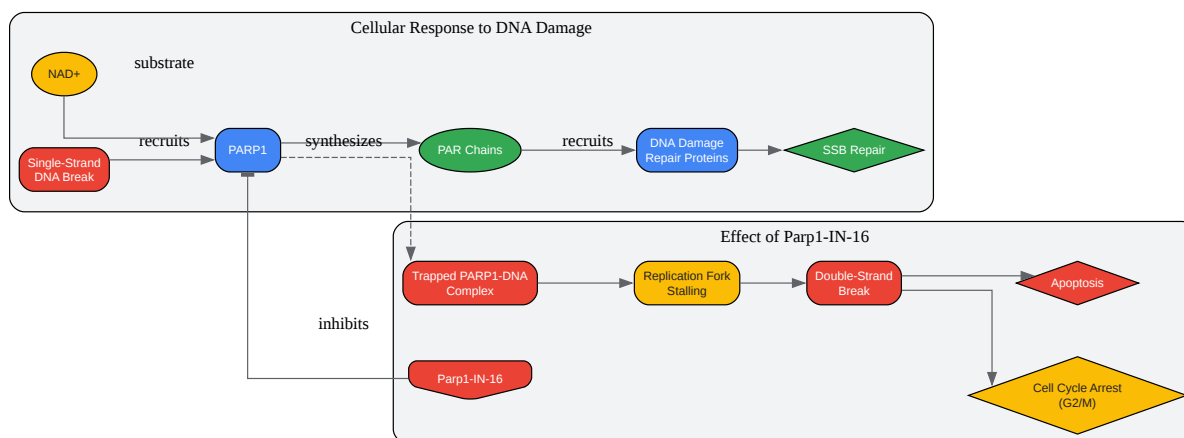 Cellular Response to DNA Damage
NAD+
substrate
recruits
PARP1
synthesizes
PAR Chains
recruits
DNA Damage
Repair Proteins
SSB Repair
Single-Strand
DNA Break
Effect of Parp1-IN-16
Trapped PARP1-DNA
Complex
Replication Fork
Stalling
Double-Strand
Break
Apoptosis
inhibits
Parp1-IN-16
Cell Cycle Arrest
(G2/M)